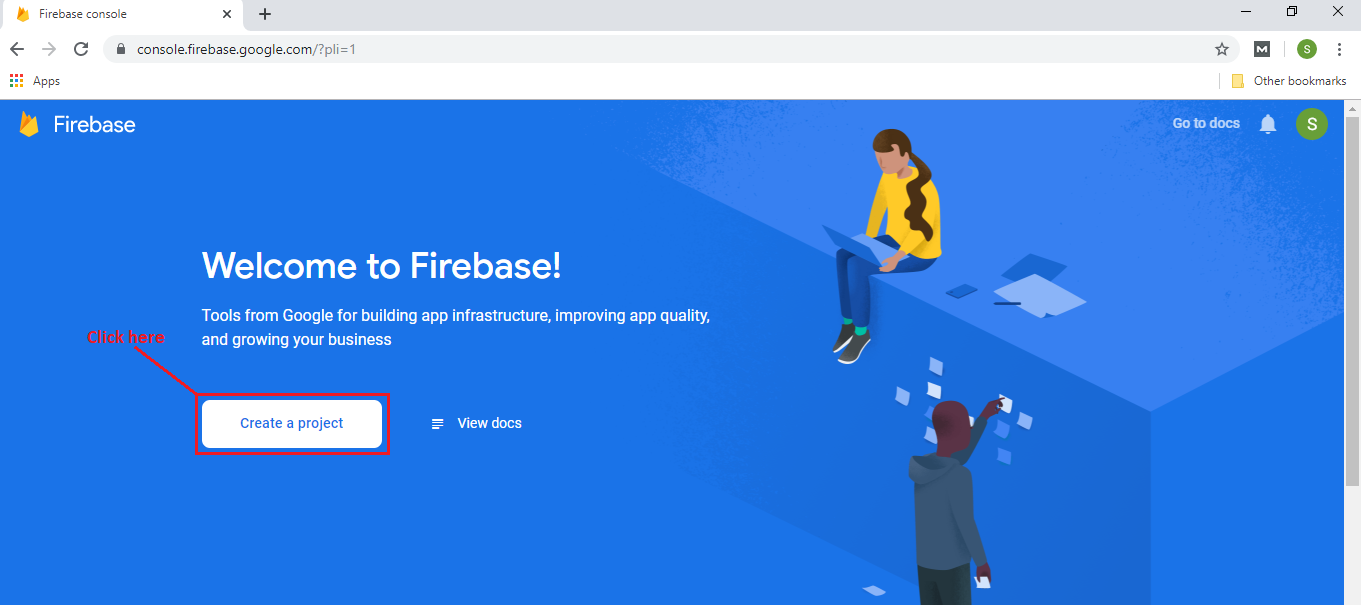 Firebase console
console.firebase.google.com/?pli=1
M
S
Apps
Other bookmarks
Firebase
Go to docs
S
Welcome to Firebase!
Tools from Google for building app infrastructure, improving app quality,
and growing your business
Click here
Create a project
View docs